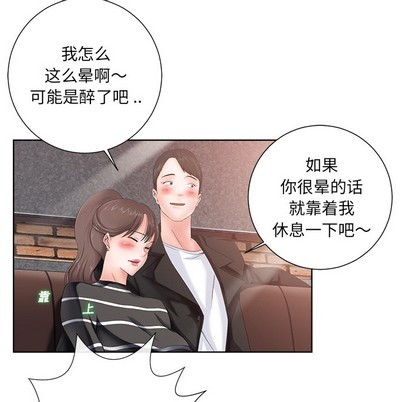 我怎么
这么晕啊～
可能是醉了吧 ..
如果
你很晕的话
就靠着我
休息一下吧～
靠
上